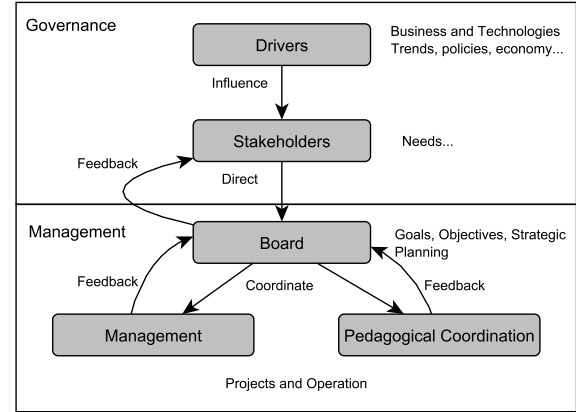 Governance
Drivers
Business and Technologies
Trends, policies, economy...
Influence
Stakeholders
Needs...
Feedback
Direct
Management
Board
Goals, Objectives, Strategic
Planning
Feedback
Coordinate
Feedback
Management
Pedagogical Coordination
Projects and Operation